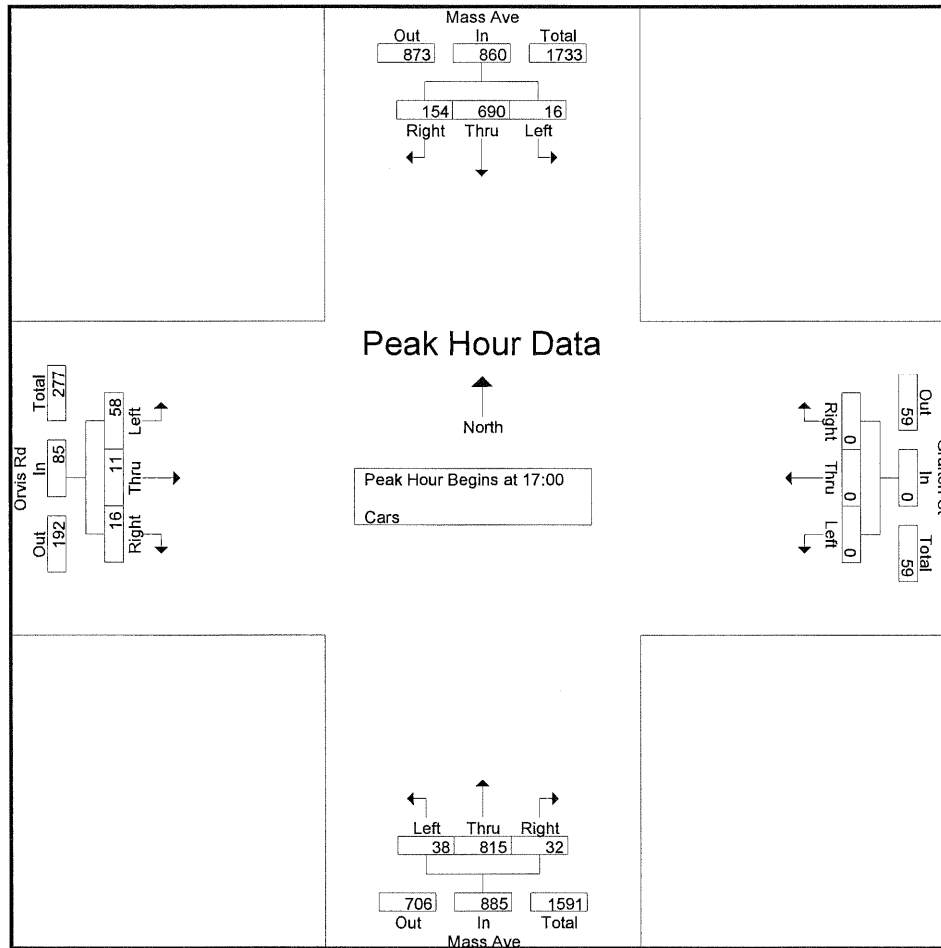 Mass Ave
Out In Total
873 860 1733
154 690 16
Right Thru Left
Peak Hour Data
North
Peak Hour Begins at 17:00
Cars
Orvis Rd
Total In Out
277 85 192
58 11 16
Left Thru Right
Right Thru Left
0 0 0
Out In Total
59 0 59
Left Thru Right
38 815 32
706 885 1591
Out In Total
Mass Ave